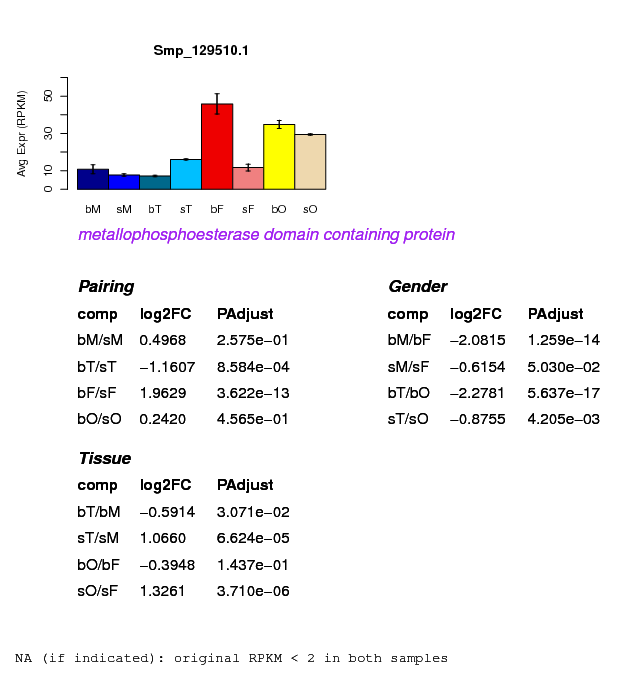 Smp_129510.1
Avg Expr (RPKM)
50
30
10
0
bM sM bT sT bF sF bO sO
metallophosphoesterase domain containing protein
Pairing
comp log2FC PAdjust
bM/sM 0.4968 2.575e−01
bT/sT −1.1607 8.584e−04
bF/sF 1.9629 3.622e−13
bO/sO 0.2420 4.565e−01
Gender
comp log2FC PAdjust
bM/bF −2.0815 1.259e−14
sM/sF −0.6154 5.030e−02
bT/bO −2.2781 5.637e−17
sT/sO −0.8755 4.205e−03
Tissue
comp log2FC PAdjust
bT/bM −0.5914 3.071e−02
sT/sM 1.0660 6.624e−05
bO/bF −0.3948 1.437e−01
sO/sF 1.3261 3.710e−06
NA (if indicated): original RPKM < 2 in both samples